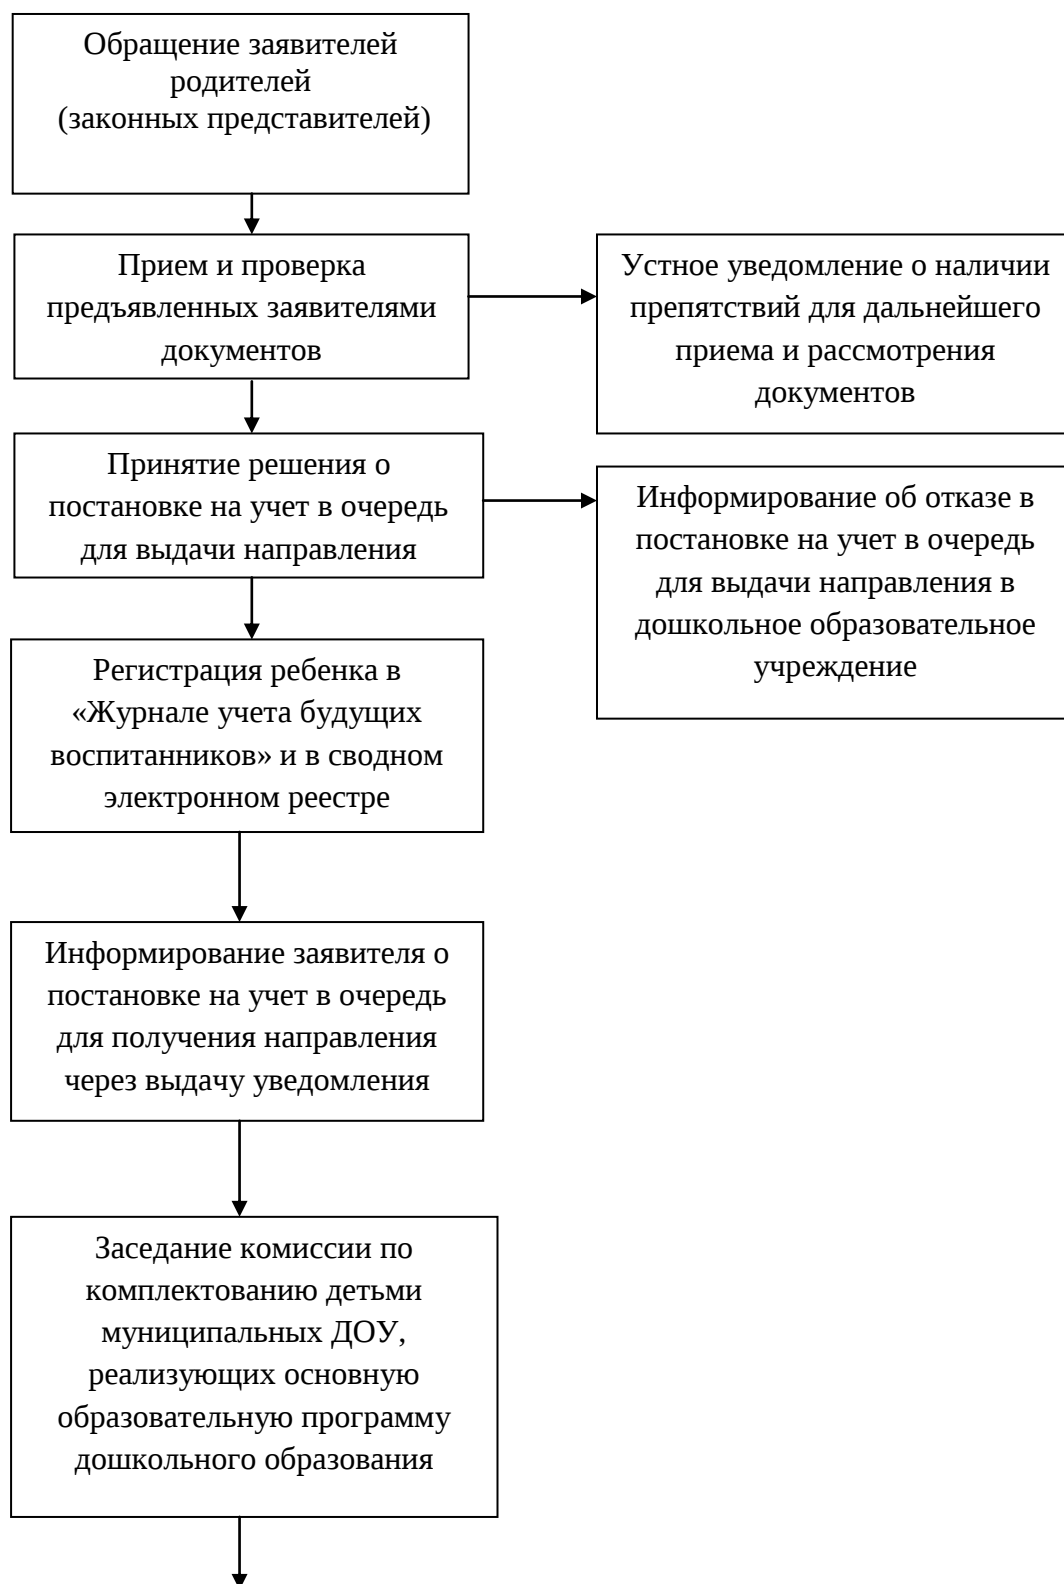 Обращение заявителей
родителей
(законных представителей)
Прием и проверка
предъявленных заявителями
документов
Устное уведомление о наличии
препятствий для дальнейшего
приема и рассмотрения
документов
Принятие решения о
постановке на учет в очередь
для выдачи направления
Информирование об отказе в
постановке на учет в очередь
для выдачи направления в
дошкольное образовательное
учреждение
Регистрация ребенка в
«Журнале учета будущих
воспитанников» и в сводном
электронном реестре
Информирование заявителя о
постановке на учет в очередь
для получения направления
через выдачу уведомления
Заседание комиссии по
комплектованию детьми
муниципальных ДОУ,
реализующих основную
образовательную программу
дошкольного образования